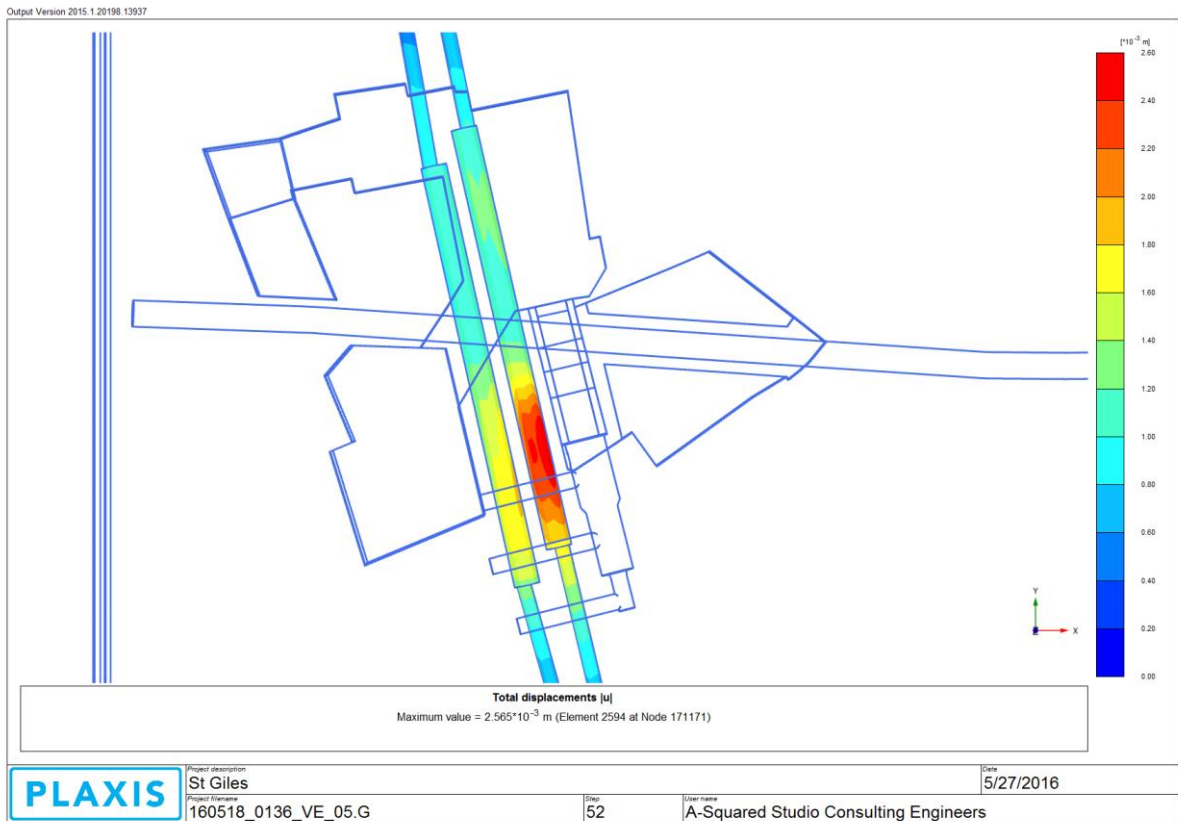 Output Version 2015.1.20198.13937
[*10⁻³ m]
2.60
2.40
2.20
2.00
1.80
1.60
1.40
1.20
1.00
0.80
0.60
0.40
0.20
0.00
Y
X
Total displacements |u|
Maximum value = 2.565*10⁻³ m (Element 2594 at Node 171171)
PLAXIS
Project description
St Giles
Date
5/27/2016
Project filename
160518_0136_VE_05.G
Step
52
User name
A-Squared Studio Consulting Engineers